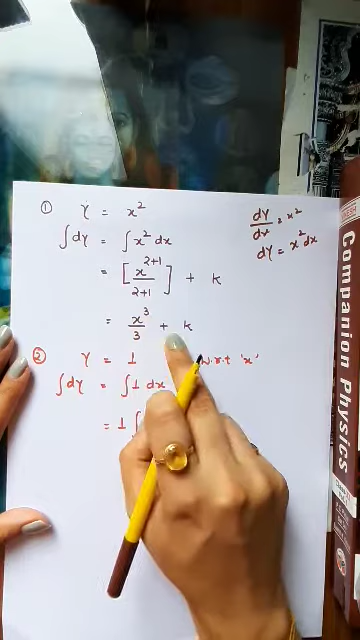 ① Y = x²
∫dy = ∫x² dx
= [x²⁺¹/2+1] + k
= x³/3 + k
dy/dx = x²
dy = x² dx
② Y = 1 w.r.t 'x'
∫dy = ∫1 dx
= 1 ∫
Companion PHYSICS